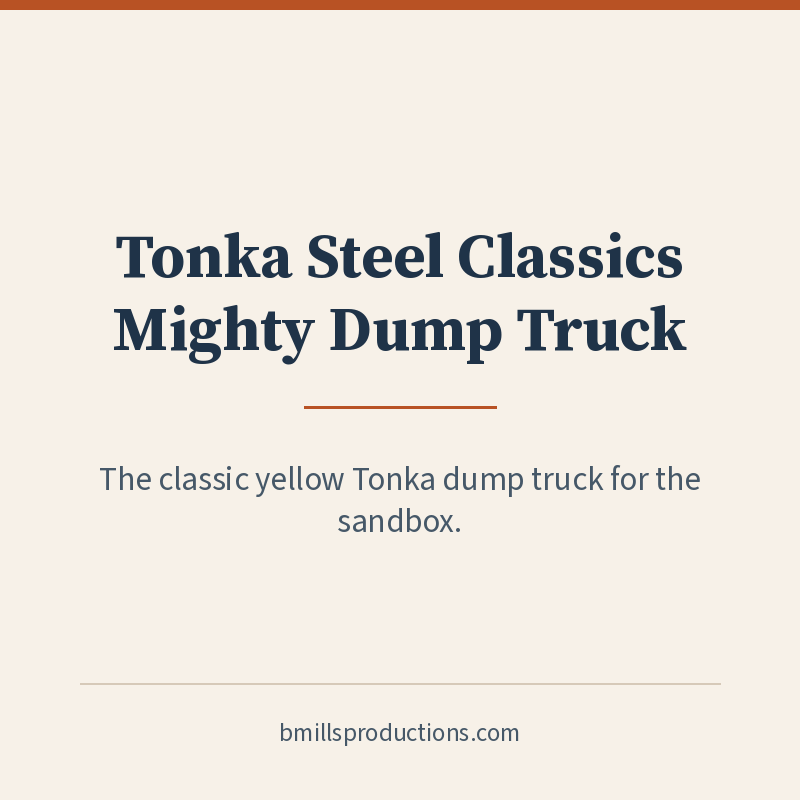 Tonka Steel Classics
Mighty Dump Truck
The classic yellow Tonka dump truck for the
sandbox.
bmillsproductions.com